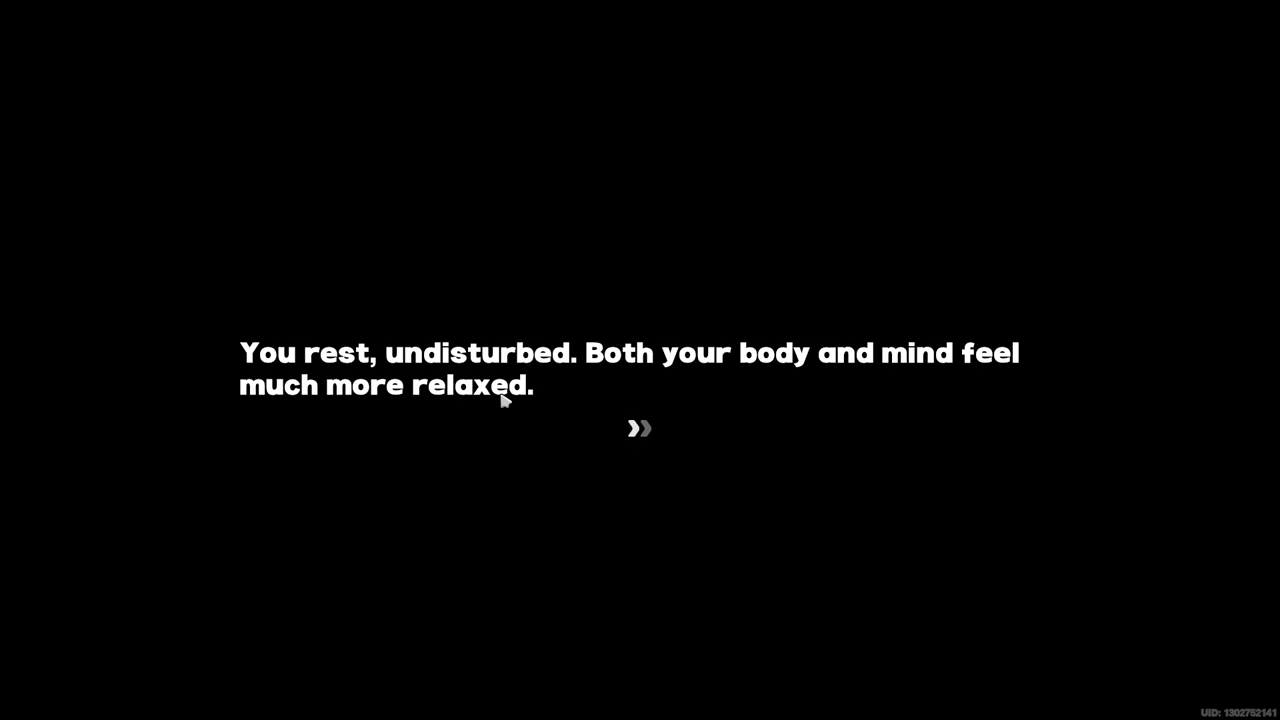 You rest, undisturbed. Both your body and mind feel
much more relaxed.
UID: 1302752141